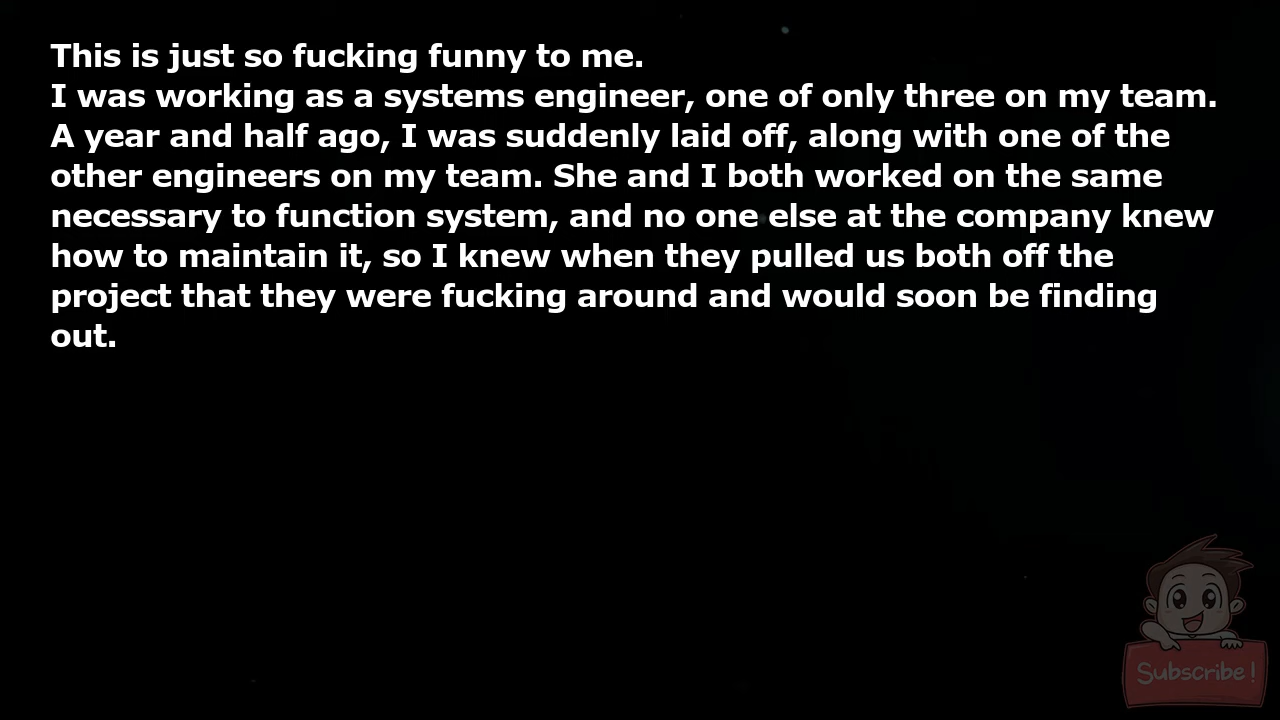 This is just so fucking funny to me.
I was working as a systems engineer, one of only three on my team.
A year and half ago, I was suddenly laid off, along with one of the
other engineers on my team. She and I both worked on the same
necessary to function system, and no one else at the company knew
how to maintain it, so I knew when they pulled us both off the
project that they were fucking around and would soon be finding
out.
Subscribe!